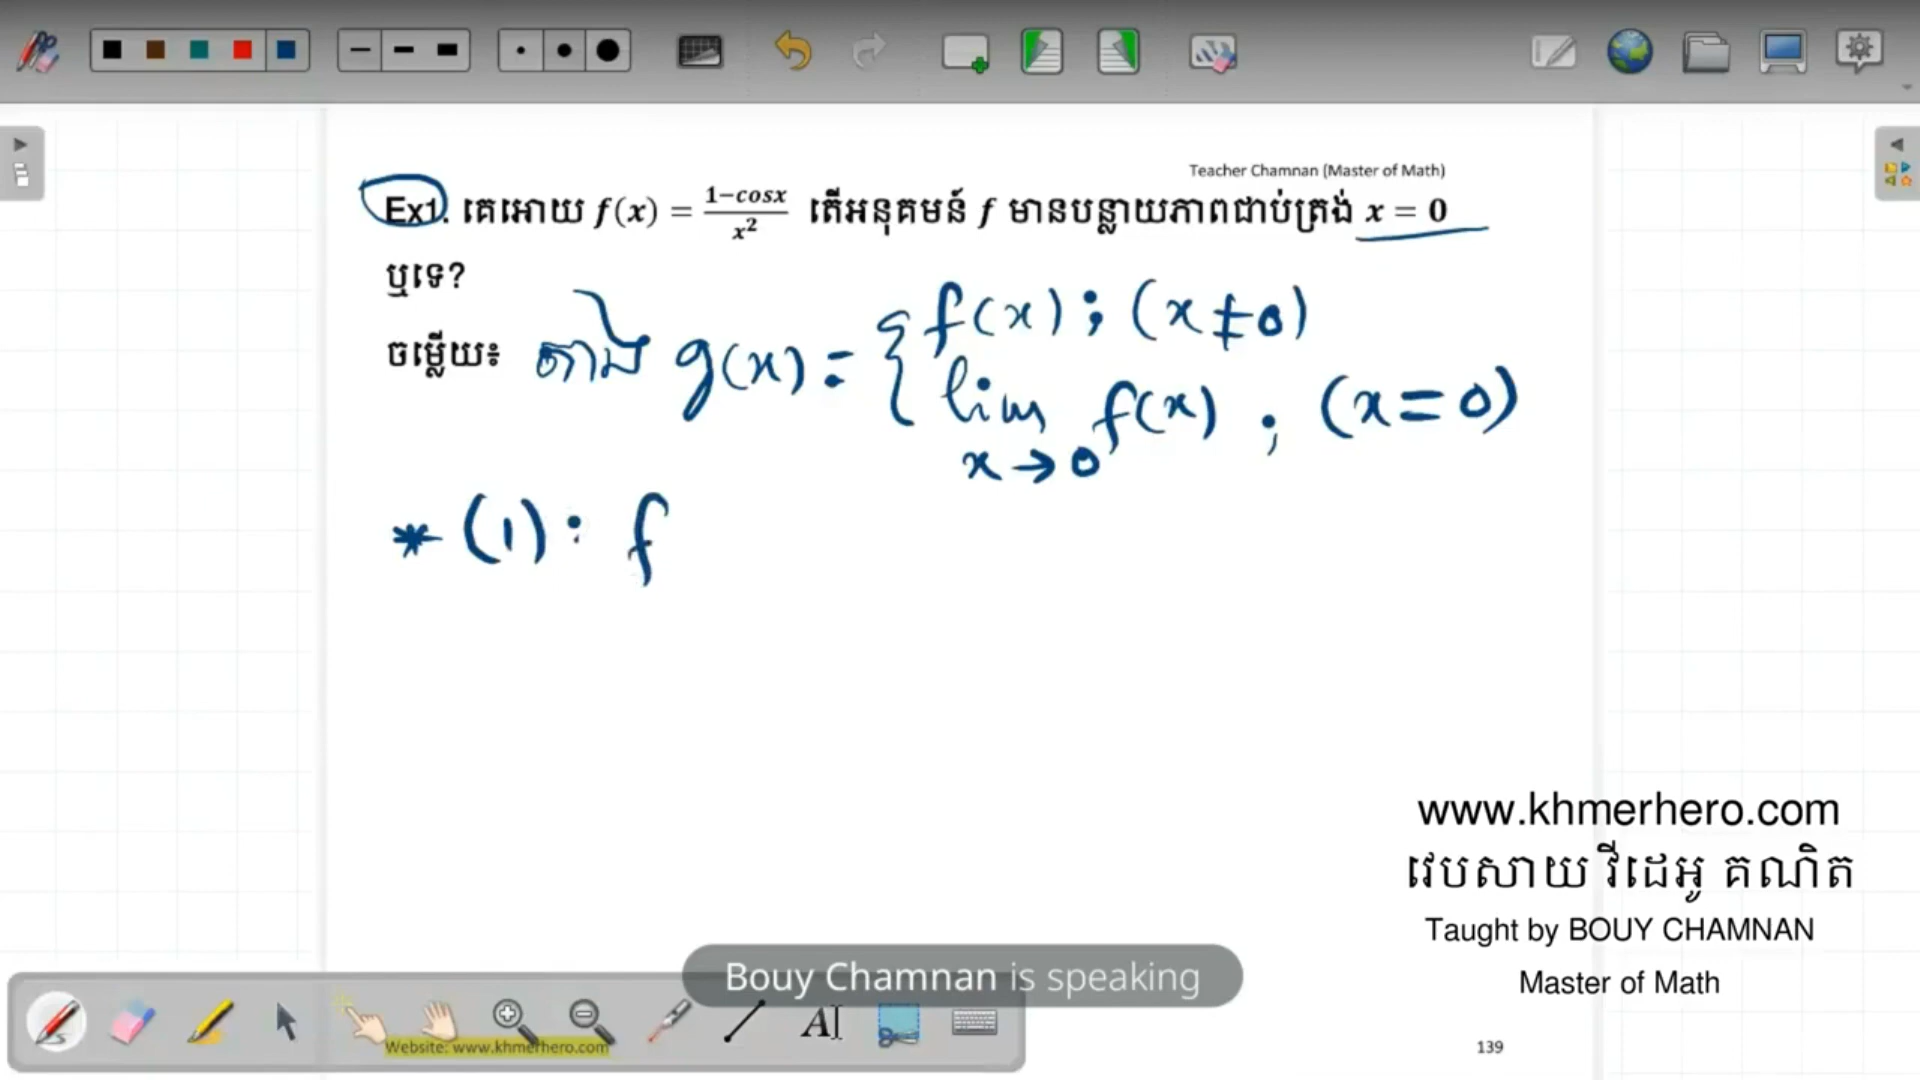 Teacher Chamnan (Master of Math)
Ex1. គេអោយ f(x) = 1−cosx / x² តើអនុគមន៍ f មានបន្លាយភាពជាប់ត្រង់ x = 0
ឬទេ?
ចម្លើយ៖ តាង g(x) = { f(x) ; (x ≠ 0)
lim x → 0 f(x) ; (x = 0)
* (1) : f
www.khmerhero.com
វេបសាយ វីដេអូ គណិត
Taught by BOUY CHAMNAN
Master of Math
Bouy Chamnan is speaking
Website: www.khmerhero.com
139